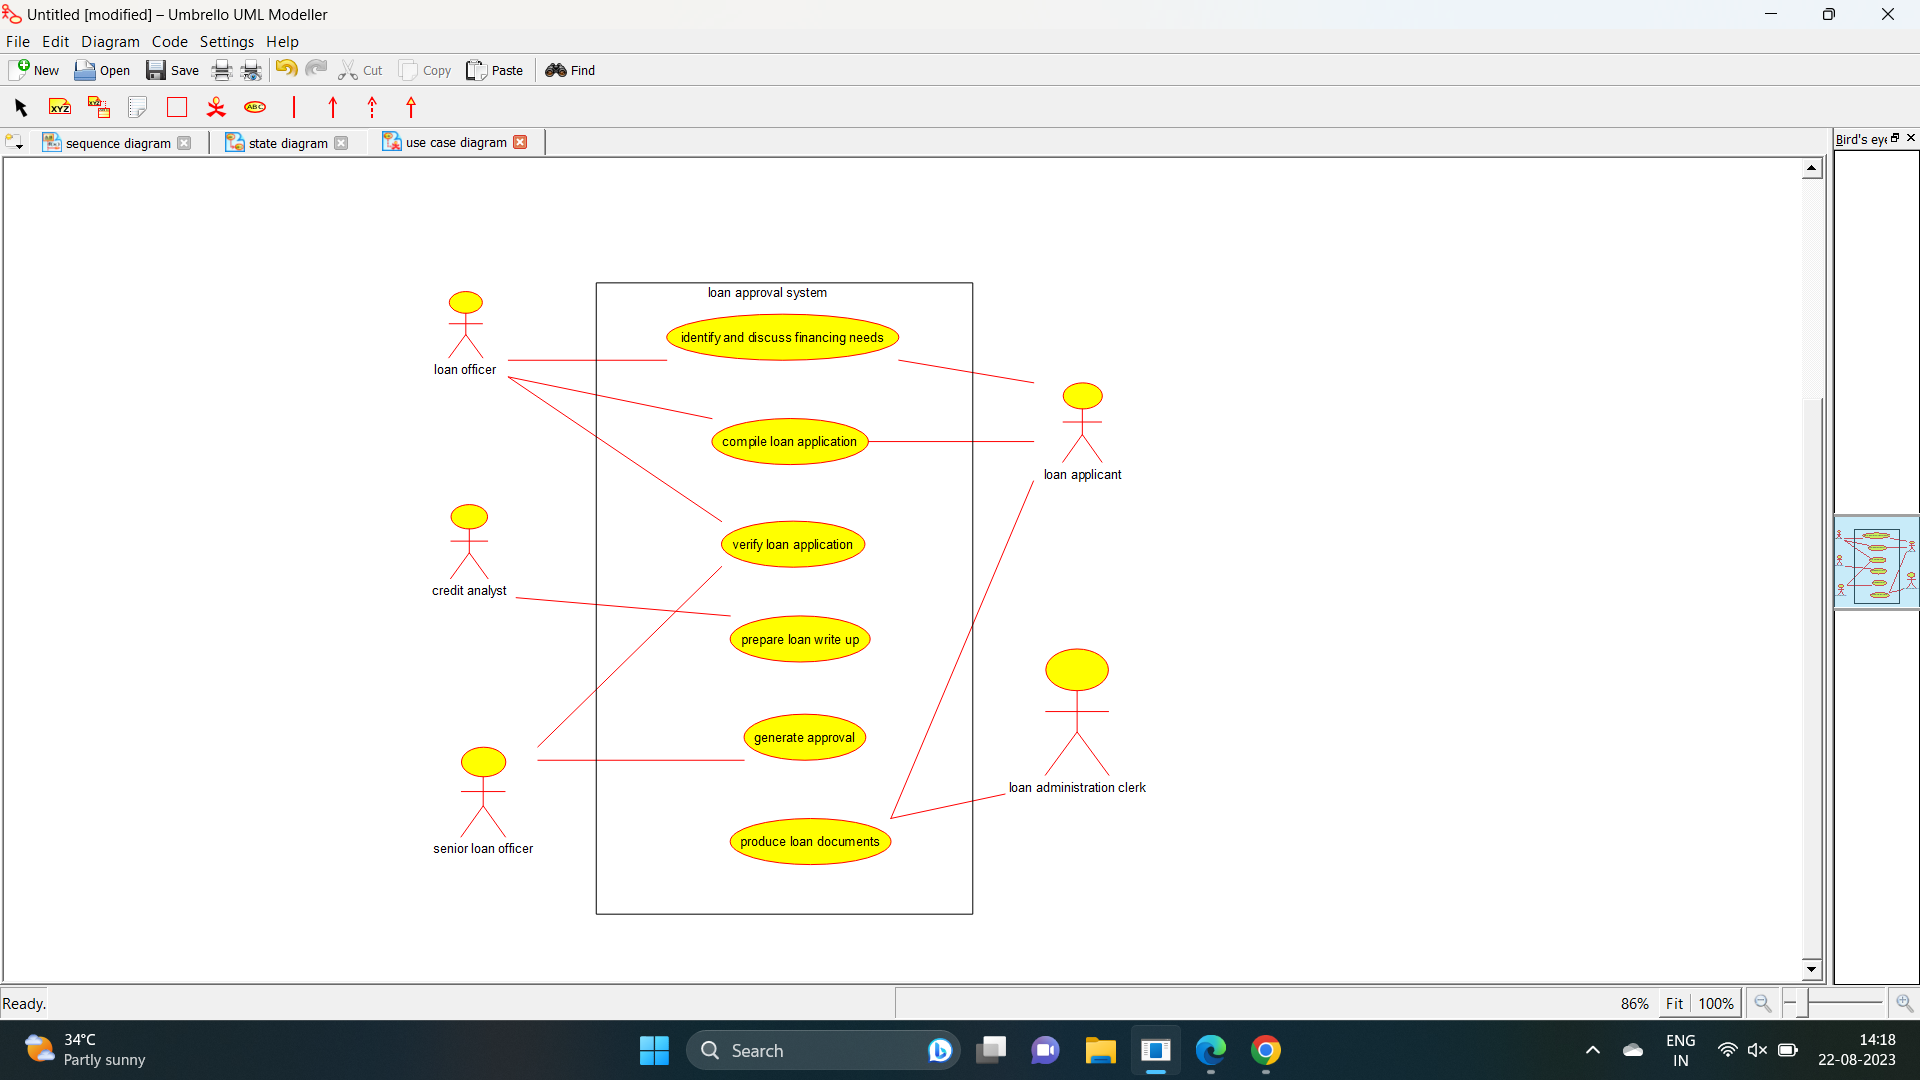 Untitled [modified] – Umbrello UML Modeller
File Edit Diagram Code Settings Help
New Open Save Cut Copy Paste Find
XYZ XYZ ABC
sequence diagram state diagram use case diagram
Bird's eye
loan approval system
identify and discuss financing needs
loan officer
compile loan application
loan applicant
verify loan application
credit analyst
prepare loan write up
generate approval
loan administration clerk
produce loan documents
senior loan officer
Ready. 86% Fit 100%
34°C
Partly sunny
Search
ENG
IN
14:18
22-08-2023